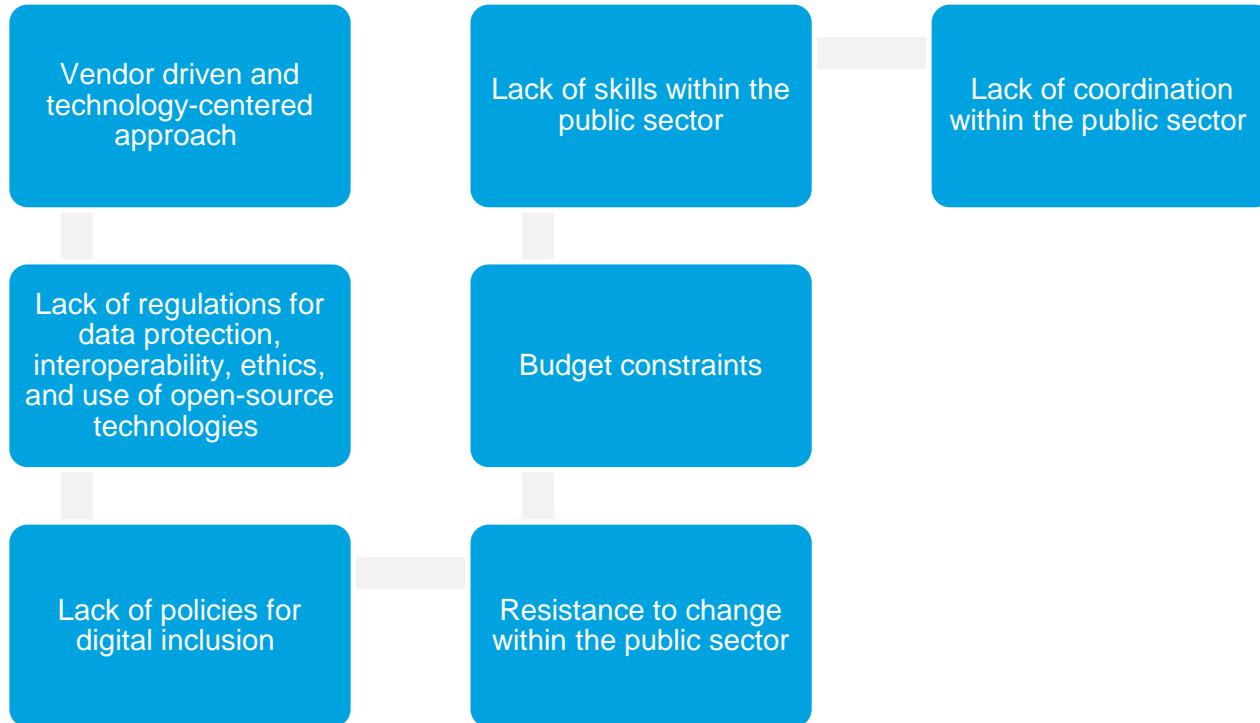 Vendor driven and
technology-centered
approach
Lack of regulations for
data protection,
interoperability, ethics,
and use of open-source
technologies
Lack of policies for
digital inclusion
Resistance to change
within the public sector
Budget constraints
Lack of skills within the
public sector
Lack of coordination
within the public sector